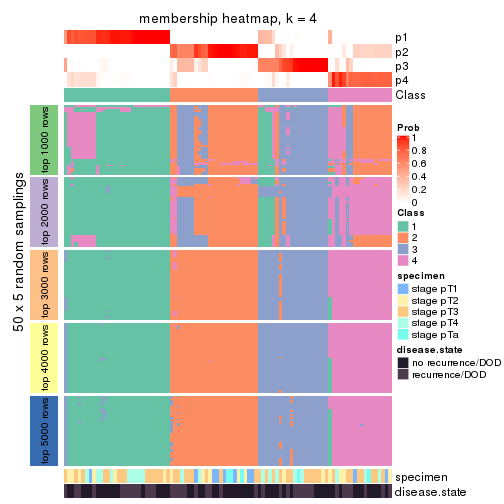 membership heatmap, k = 4
p1
p2
p3
p4
Class
50 x 5 random samplings
top 1000 rows
top 2000 rows
top 3000 rows
top 4000 rows
top 5000 rows
specimen
disease.state
Prob
1
0.8
0.6
0.4
0.2
0
Class
1
2
3
4
specimen
stage pT1
stage pT2
stage pT3
stage pT4
stage pTa
disease.state
no recurrence/DOD
recurrence/DOD